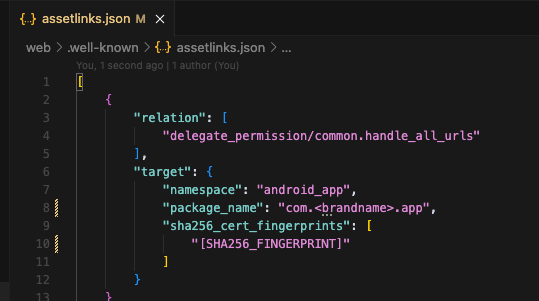 assetlinks.json M
web > .well-known > assetlinks.json > ...
You, 1 second ago | 1 author (You)
1 [
2 {
3 "relation": [
4 "delegate_permission/common.handle_all_urls"
5 ],
6 "target": {
7 "namespace": "android_app",
8 "package_name": "com.<brandname>.app",
9 "sha256_cert_fingerprints": [
10 "[SHA256_FINGERPRINT]"
11 ]
12 }
13 }